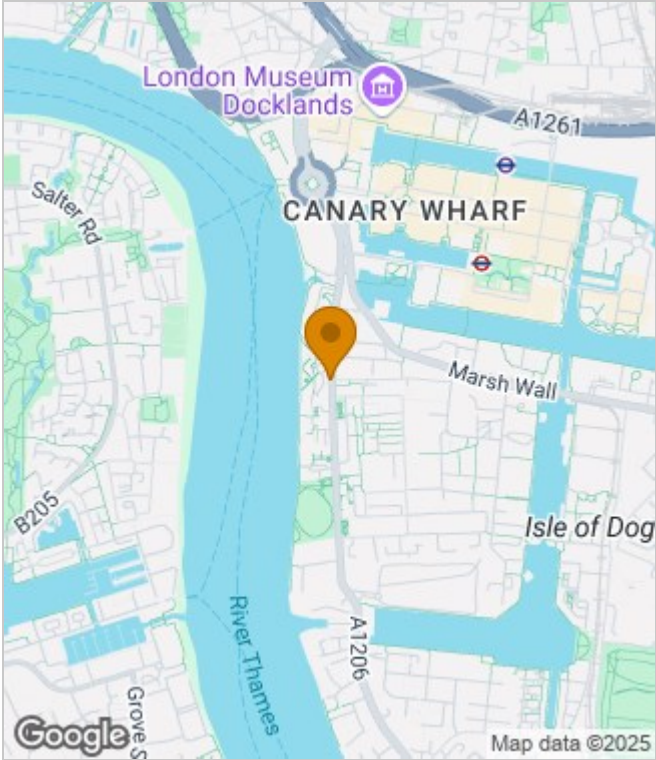 London Museum
Docklands
A1261
Salter Rd
CANARY WHARF
Marsh Wall
B205
Isle of Dog
River Thames
A1206
Grove S
Google
Map data ©2025